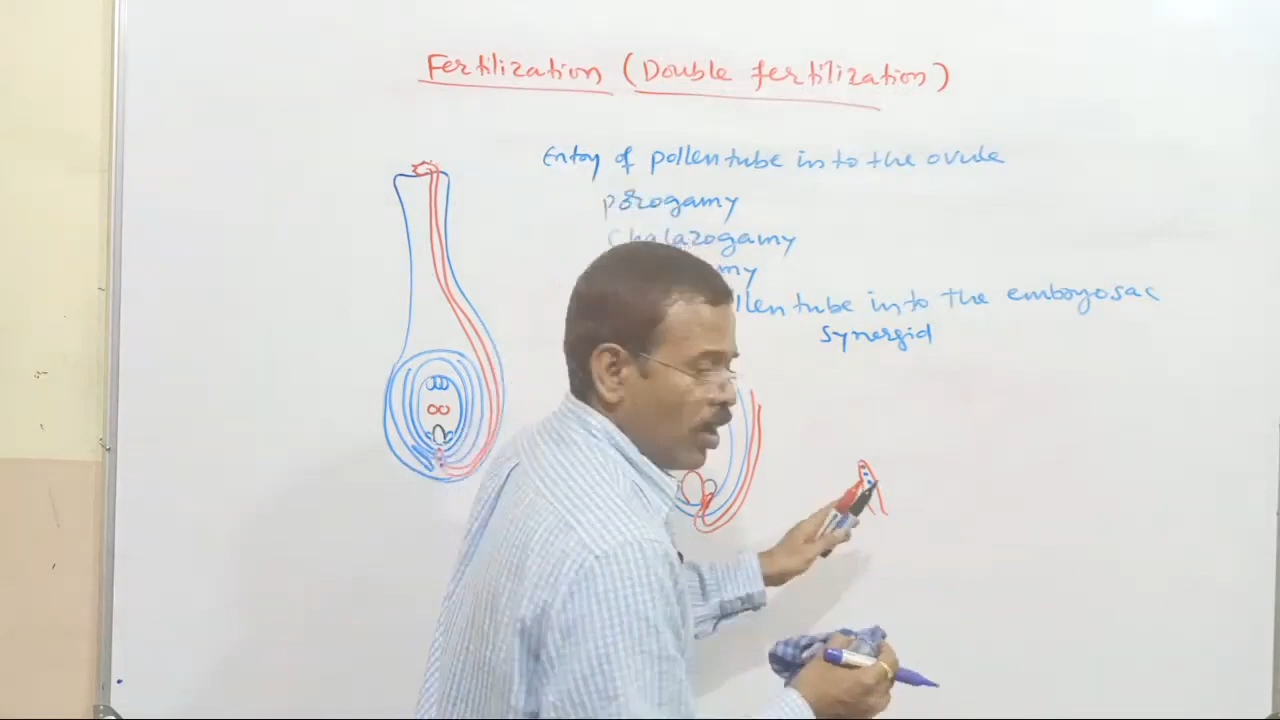 Fertilization (Double fertilization)
Entry of pollen tube in to the ovule
porogamy
Chalazogamy
my
llen tube in to the embryosac
Synergid